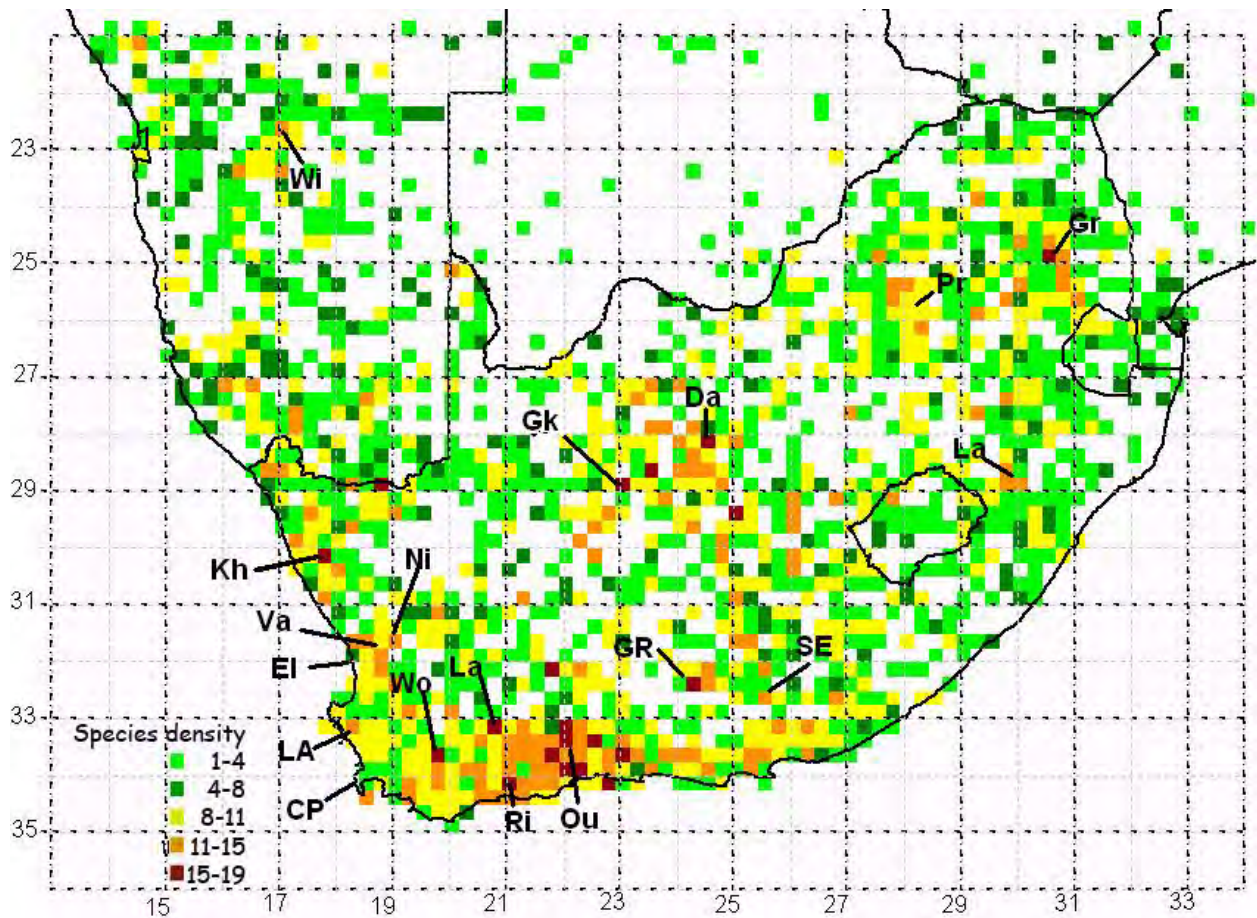 23
25
27
29
31
33
35
Wi
Gr
Pr
Da
Gk
La
Kh
Ni
Va
El
Wo
La
GR
SE
LA
CP
Ri
Ou
Species density
1-4
4-8
8-11
11-15
15-19
15 17 19 21 23 25 27 29 31 33